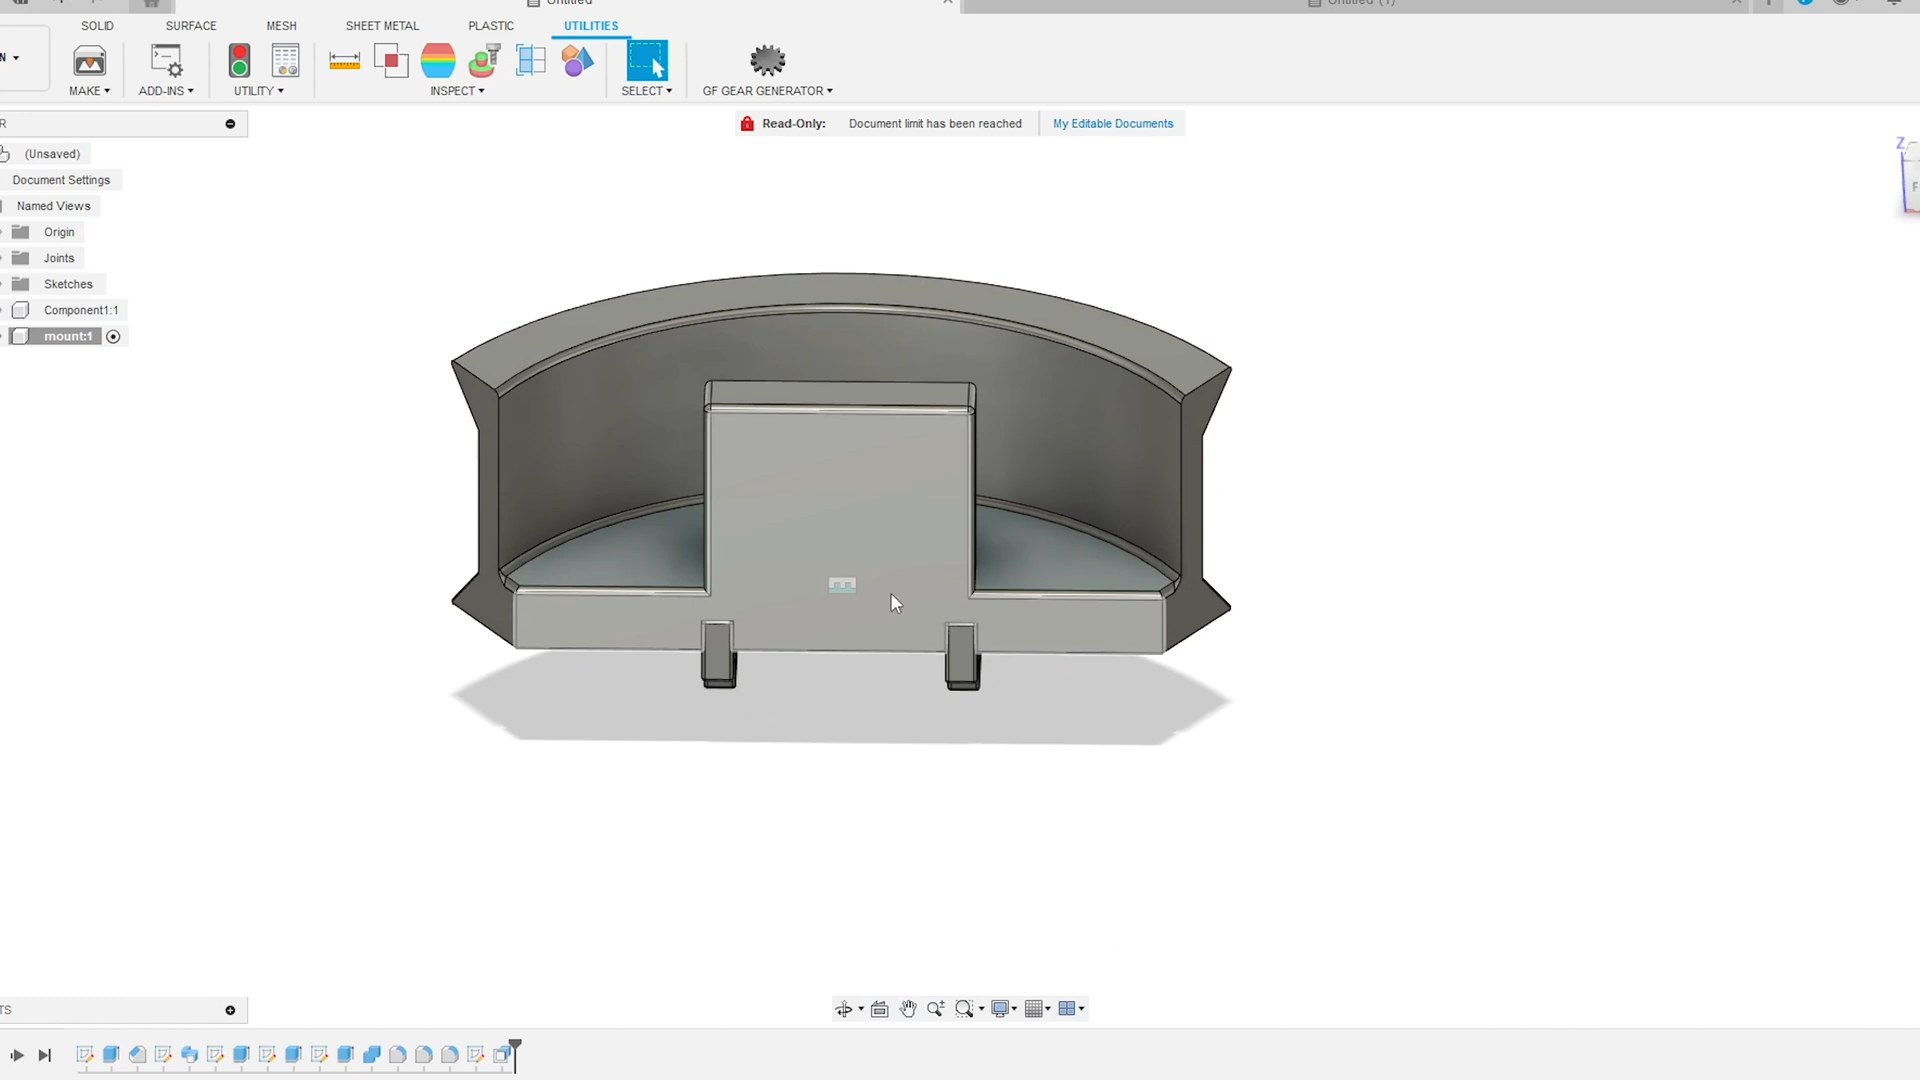 Untitled
Untitled (1)
SOLID SURFACE MESH SHEET METAL PLASTIC UTILITIES
N
MAKE ADD-INS UTILITY INSPECT SELECT GF GEAR GENERATOR
R
Read-Only: Document limit has been reached My Editable Documents
(Unsaved)
Document Settings
Named Views
Origin
Joints
Sketches
Component1:1
mount:1
Z
F
TS